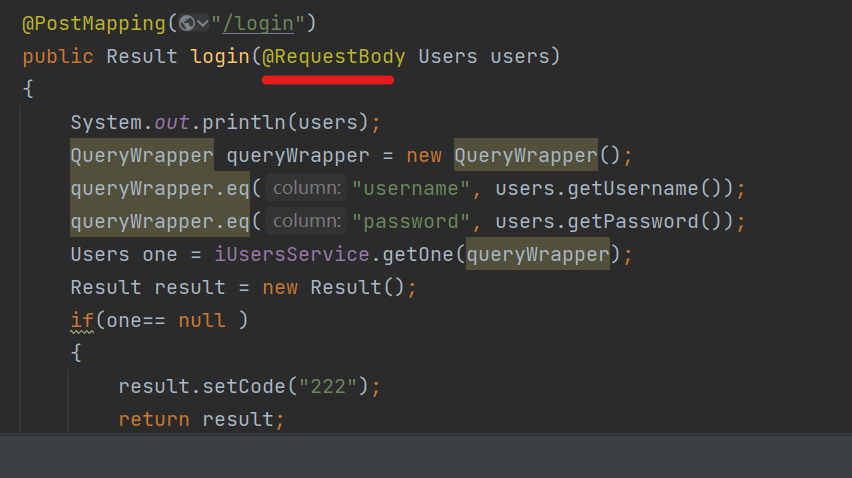 @PostMapping("/login")
public Result login(@RequestBody Users users)
{
System.out.println(users);
QueryWrapper queryWrapper = new QueryWrapper();
queryWrapper.eq( column: "username", users.getUsername());
queryWrapper.eq( column: "password", users.getPassword());
Users one = iUsersService.getOne(queryWrapper);
Result result = new Result();
if(one== null )
{
result.setCode("222");
return result;